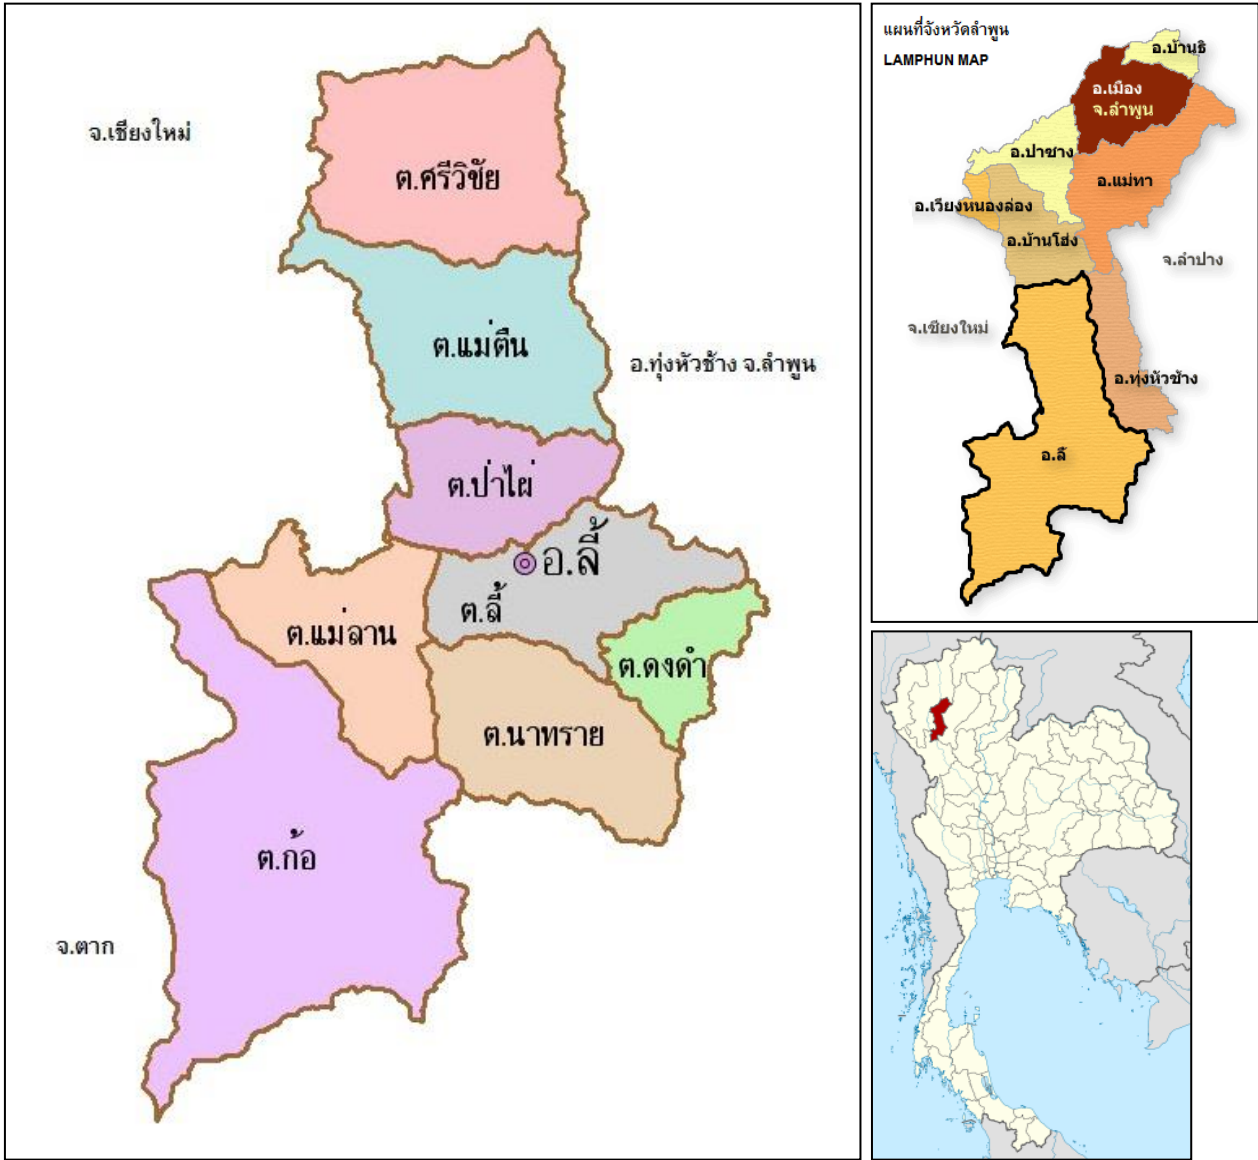 จ.เชียงใหม่
ต.ศรีวิชัย
ต.แม่ตืน
อ.ทุ่งหัวช้าง จ.ลำพูน
ต.ป่าไผ่
อ.ลี้
ต.ลี้
ต.แม่ลาน
ต.ดงดำ
ต.นาทราย
ต.ก้อ
จ.ตาก
แผนที่จังหวัดลำพูน
LAMPHUN MAP
อ.บ้านธิ
อ.เมือง
จ.ลำพูน
อ.ป่าซาง
อ.แม่ทา
อ.เวียงหนองล่อง
อ.บ้านโฮ่ง
จ.ลำปาง
จ.เชียงใหม่
อ.ทุ่งหัวช้าง
อ.ลี้